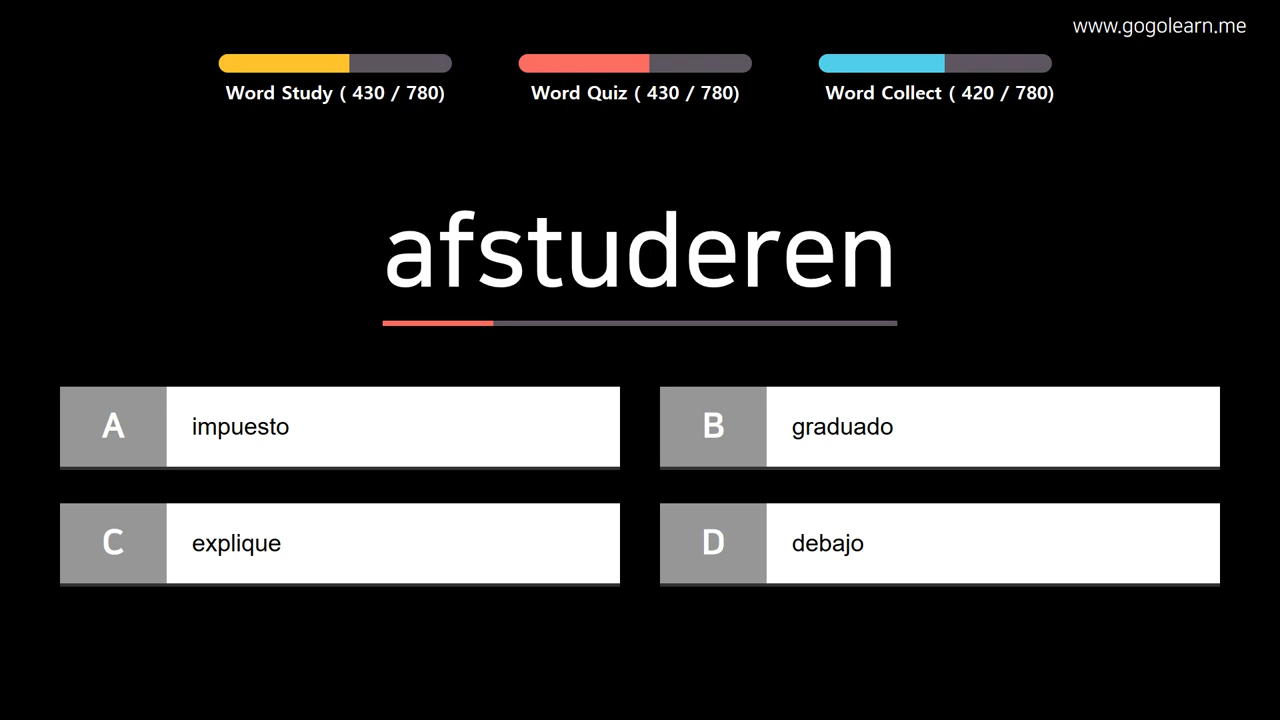 www.gogolearn.me
Word Study ( 430 / 780)
Word Quiz ( 430 / 780)
Word Collect ( 420 / 780)
afstuderen
A impuesto
B graduado
C explique
D debajo